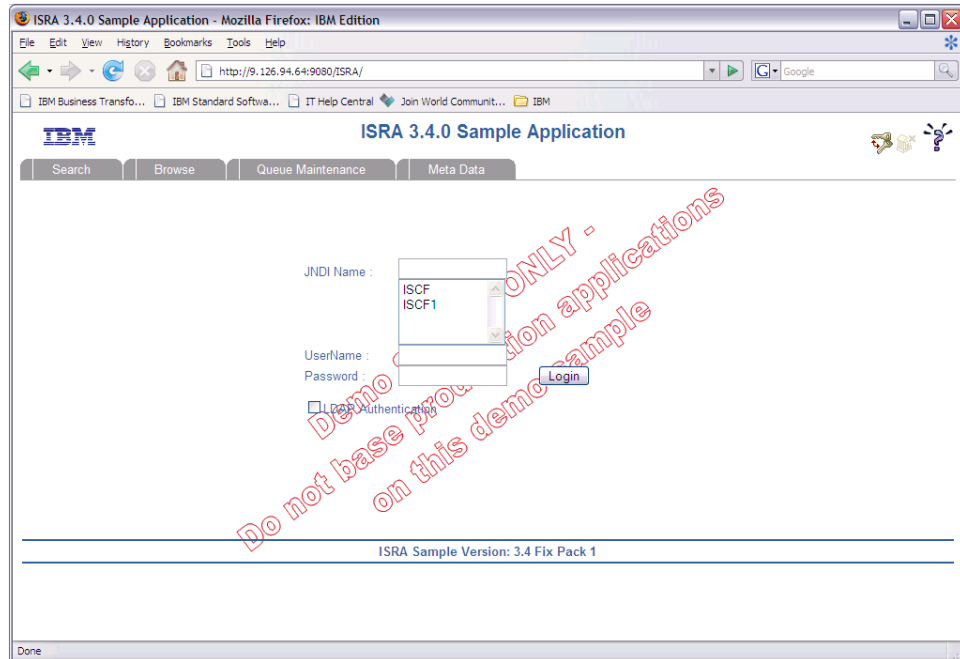 ISRA 3.4.0 Sample Application - Mozilla Firefox: IBM Edition
File Edit View History Bookmarks Tools Help
http://9.126.94.64:9080/ISRA/
G Google
IBM Business Transfo... IBM Standard Softwa... IT Help Central Join World Communit... IBM
IBM
ISRA 3.4.0 Sample Application
Search Browse Queue Maintenance Meta Data
JNDI Name :
ISCF
ISCF1
UserName :
Password :
Login
LDAP Authentication
Demo ONLY -
Do not base production applications
on this demo sample
ISRA Sample Version: 3.4 Fix Pack 1
Done